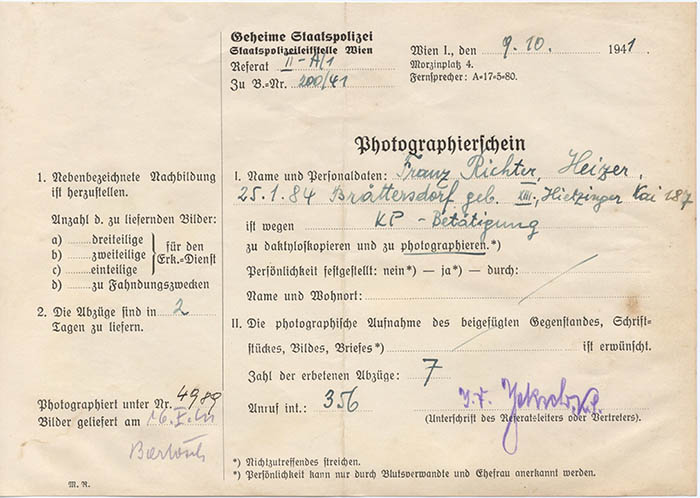 Geheime Staatspolizei
Staatspolizeileitstelle Wien
Referat II-A/1
Zu B.=Nr. 200/41
Wien I., den 9. 10. 1941
Morzinplatz 4.
Fernsprecher: A=17=5=80.
Photographierschein
1. Nebenbezeichnete Nachbildung
ist herzustellen.
Anzahl d. zu liefernden Bilder:
a) dreiteilige
b) zweiteilige
c) einteilige
für den
Erk.=Dienst
d) zu Fahndungszwecken
2. Die Abzüge sind in 2
Tagen zu liefern.
Photographiert unter Nr. 4989
Bilder geliefert am
M. R.
I. Name und Personaldaten: Franz Richter, Heizer,
25.1.84 Brättersdorf geb. XIII., Hietzinger Kai 187
ist wegen KP - Betätigung
zu daktyloskopieren und zu photographieren.*)
Persönlichkeit festgestellt: nein*) — ja*) — durch:
Name und Wohnort:
II. Die photographische Aufnahme des beigefügten Gegenstandes, Schrift=
stückes, Bildes, Briefes*) ist erwünscht.
Zahl der erbetenen Abzüge: 7
Anruf int.: 356
(Unterschrift des Referatsleiters oder Vertreters).
*) Nichtzutreffendes streichen.
*) Persönlichkeit kann nur durch Blutsverwandte und Ehefrau anerkannt werden.